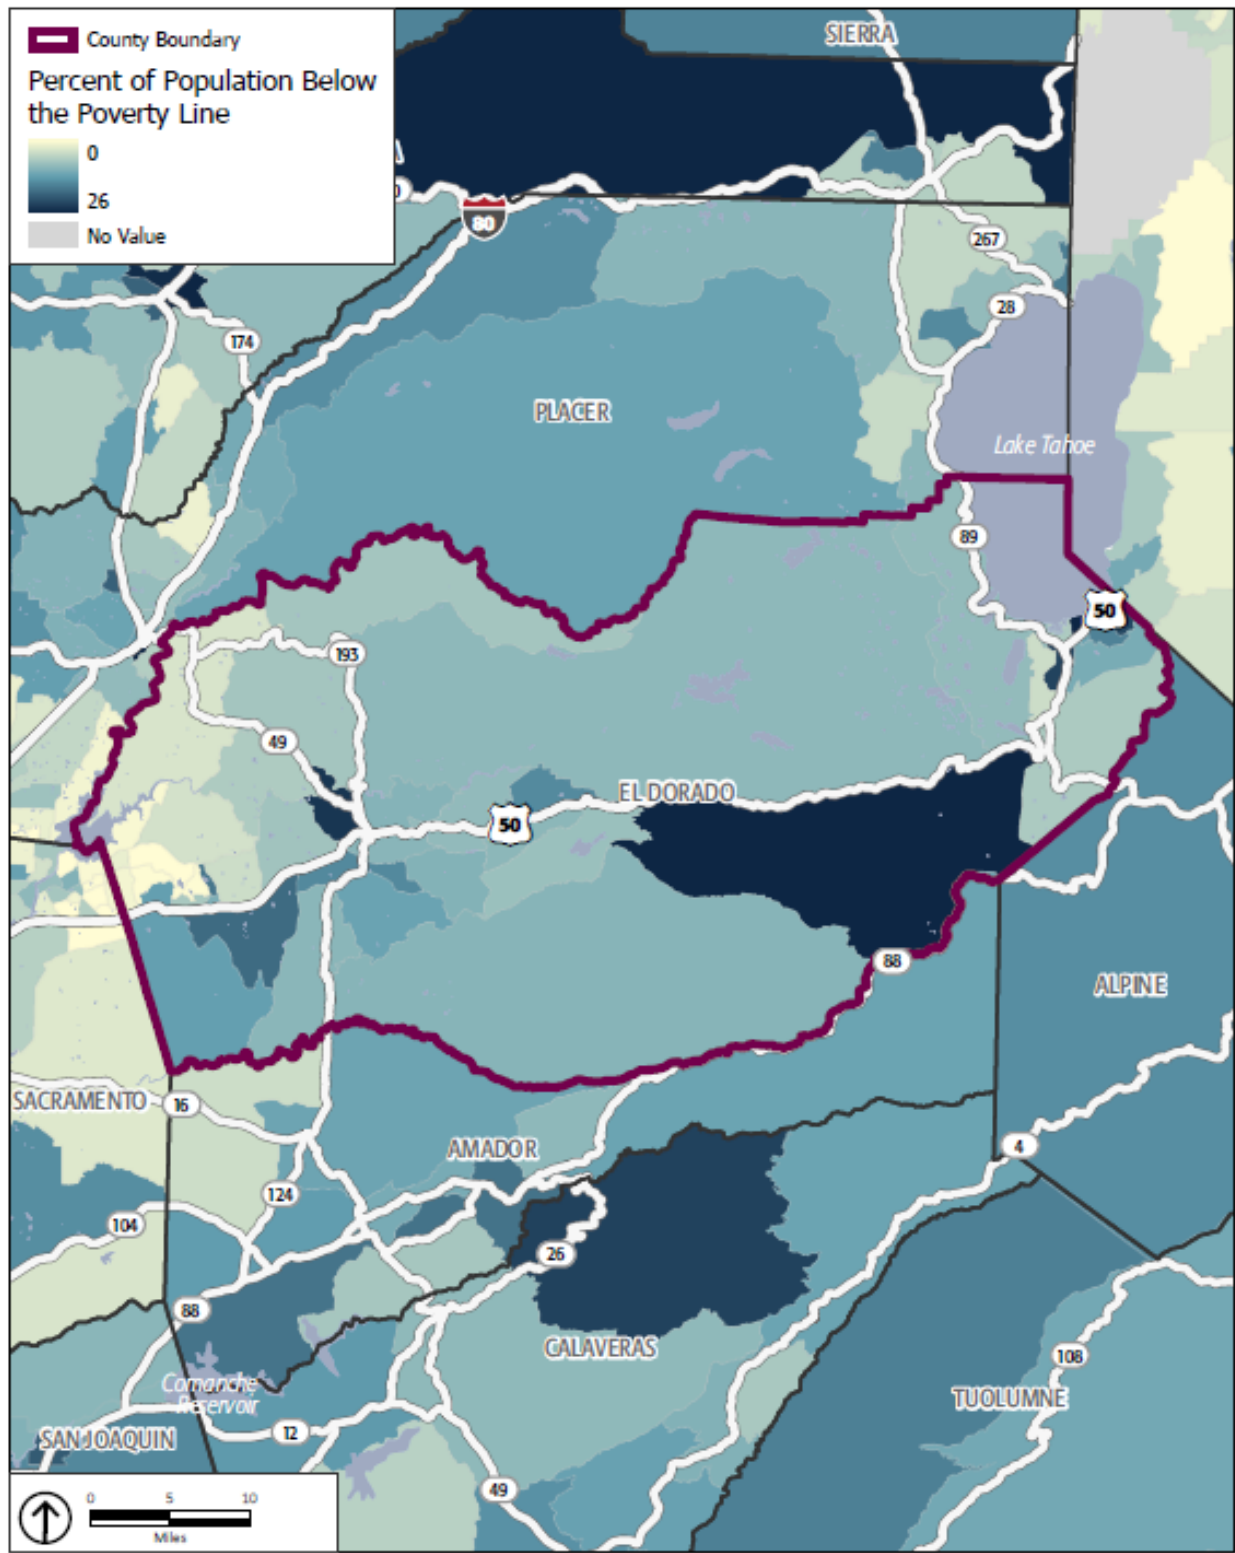 County Boundary
Percent of Population Below
the Poverty Line
0
26
No Value
SIERRA
80
267
28
174
PLACER
Lake Tahoe
89
50
193
49
EL DORADO
50
88
ALPINE
SACRAMENTO
16
AMADOR
4
124
104
26
88
CALAVERAS
108
Comanche
Reservoir
TUOLUMNE
12
SAN JOAQUIN
49
0 5 10
Miles